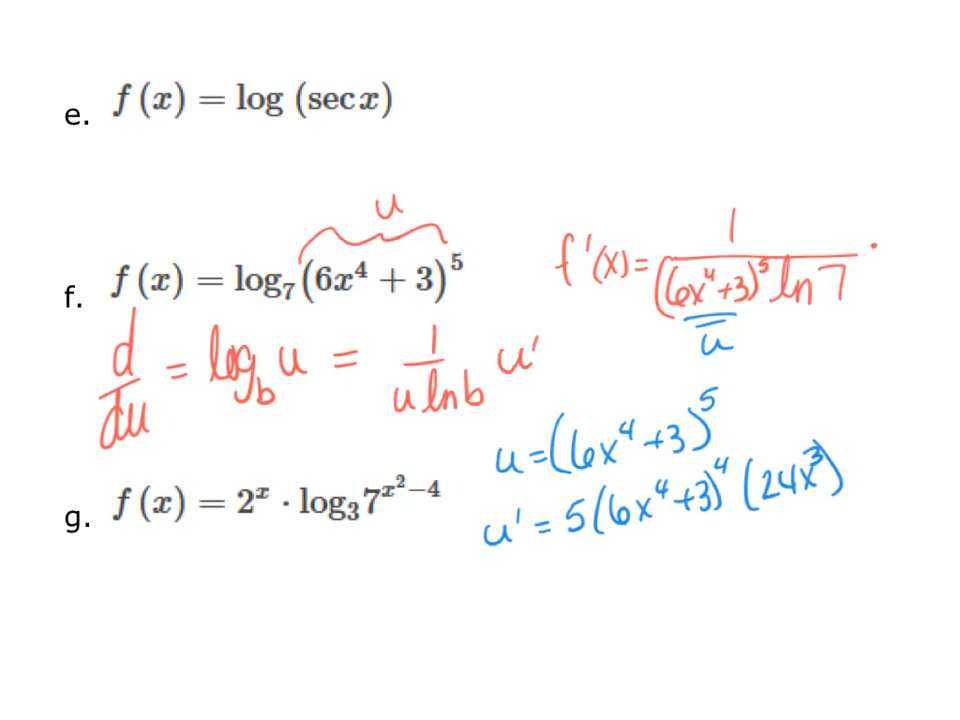 e. f (x) = log (sec x)
u
f. f (x) = log₇ (6x⁴ + 3)⁵
f'(x) = 1 / ((6x⁴+3)⁵ ln 7) ·
u
d/du = log_b u = 1/(u ln b) u'
u = (6x⁴+3)⁵
g. f (x) = 2ˣ · log₃ 7^(x²−4)
u' = 5(6x⁴+3)⁴ (24x³)